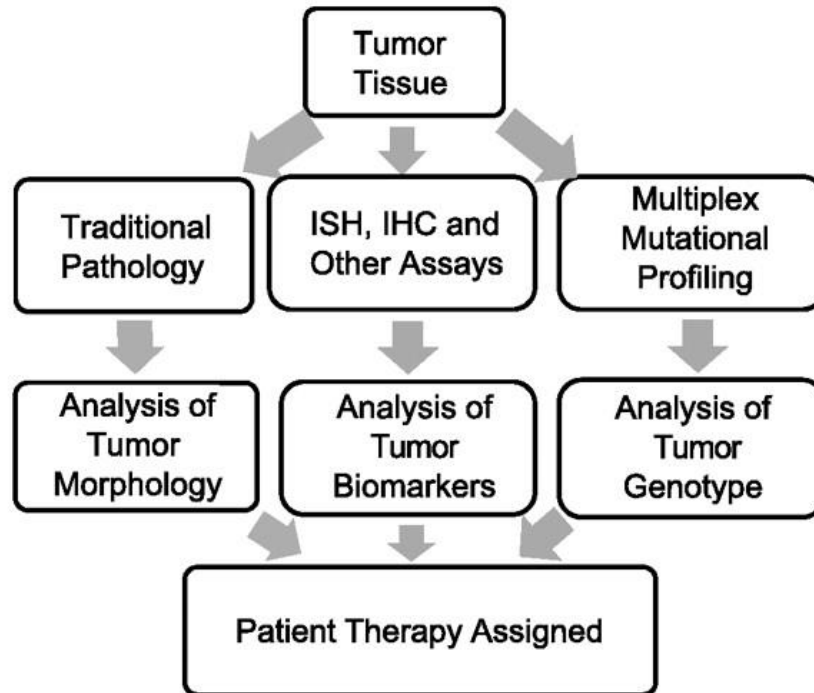 Tumor
Tissue
Traditional
Pathology
ISH, IHC and
Other Assays
Multiplex
Mutational
Profiling
Analysis of
Tumor
Morphology
Analysis of
Tumor
Biomarkers
Analysis of
Tumor
Genotype
Patient Therapy Assigned